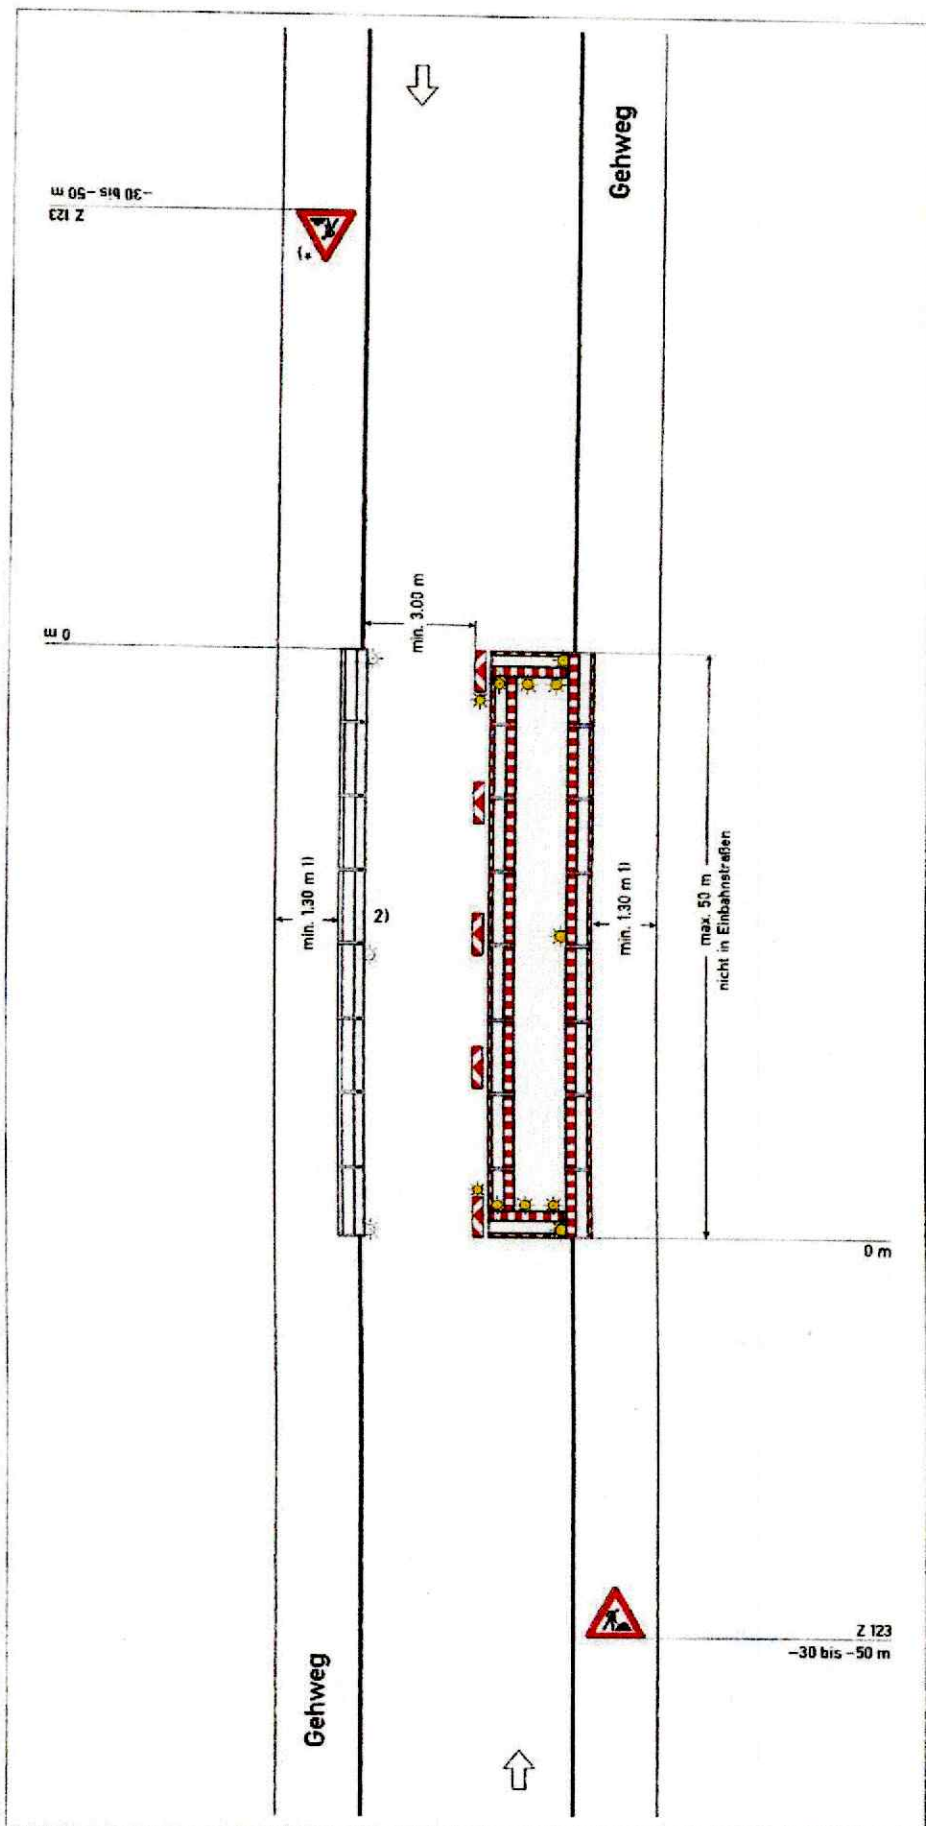 Gehweg
-30 bis -50 m
Z 123
*)
min. 3.00 m
0 m
min. 1.30 m 1)
2)
min. 1.30 m 1)
max. 50 m
nicht in Einbahnstraßen
0 m
Z 123
-30 bis -50 m
Gehweg